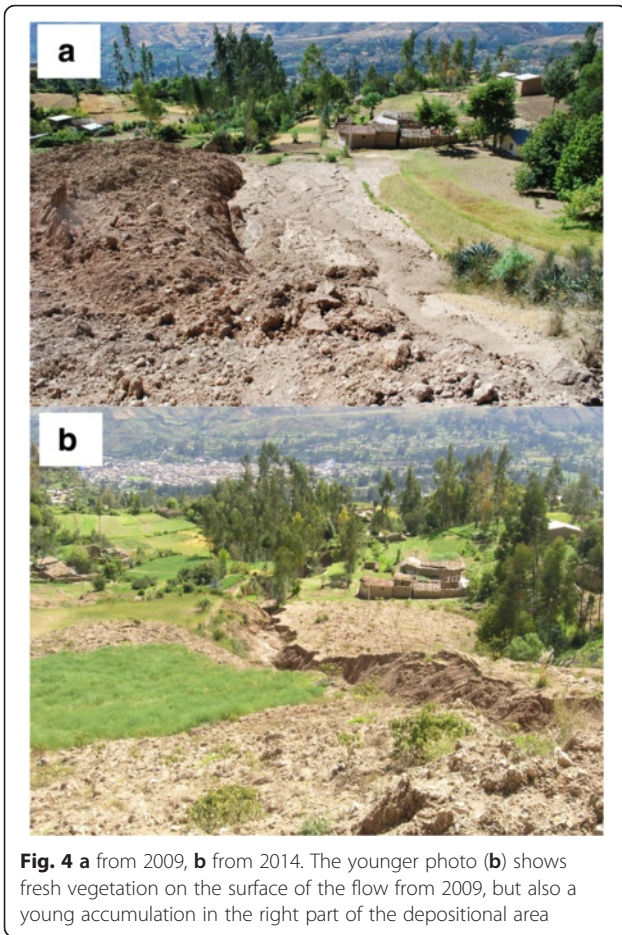 a
b
Fig. 4 a from 2009, b from 2014. The younger photo (b) shows
fresh vegetation on the surface of the flow from 2009, but also a
young accumulation in the right part of the depositional area